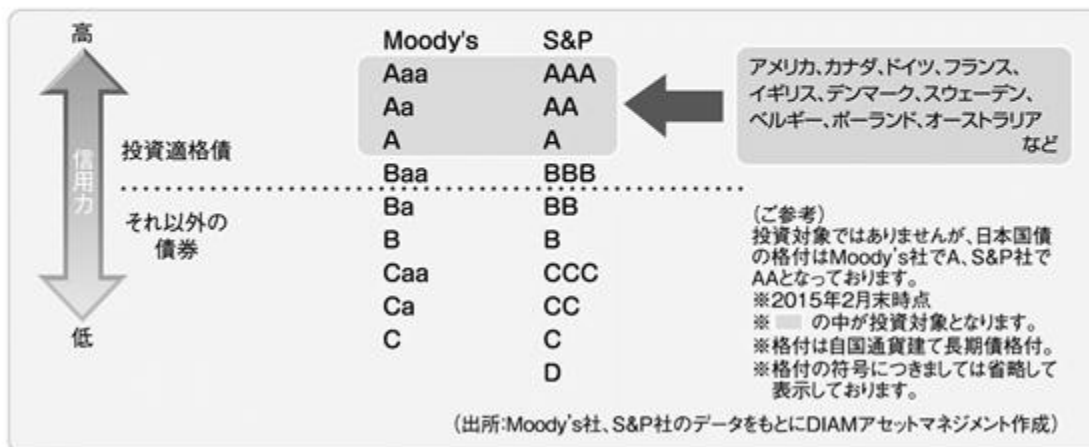 高
Moody's S&P
Aaa AAA
Aa AA
A A
Baa BBB
Ba BB
B B
Caa CCC
Ca CC
C C
D
信用力
投資適格債
それ以外の
債券
低
アメリカ、カナダ、ドイツ、フランス、
イギリス、デンマーク、スウェーデン、
ベルギー、ポーランド、オーストラリア
など
(ご参考)
投資対象ではありませんが、日本国債
の格付はMoody's社でA、S&P社で
AAとなっております。
※2015年2月末時点
※ の中が投資対象となります。
※格付は自国通貨建て長期債格付。
※格付の符号につきましては省略して
表示しております。
(出所:Moody's社、S&P社のデータをもとにDIAMアセットマネジメント作成)